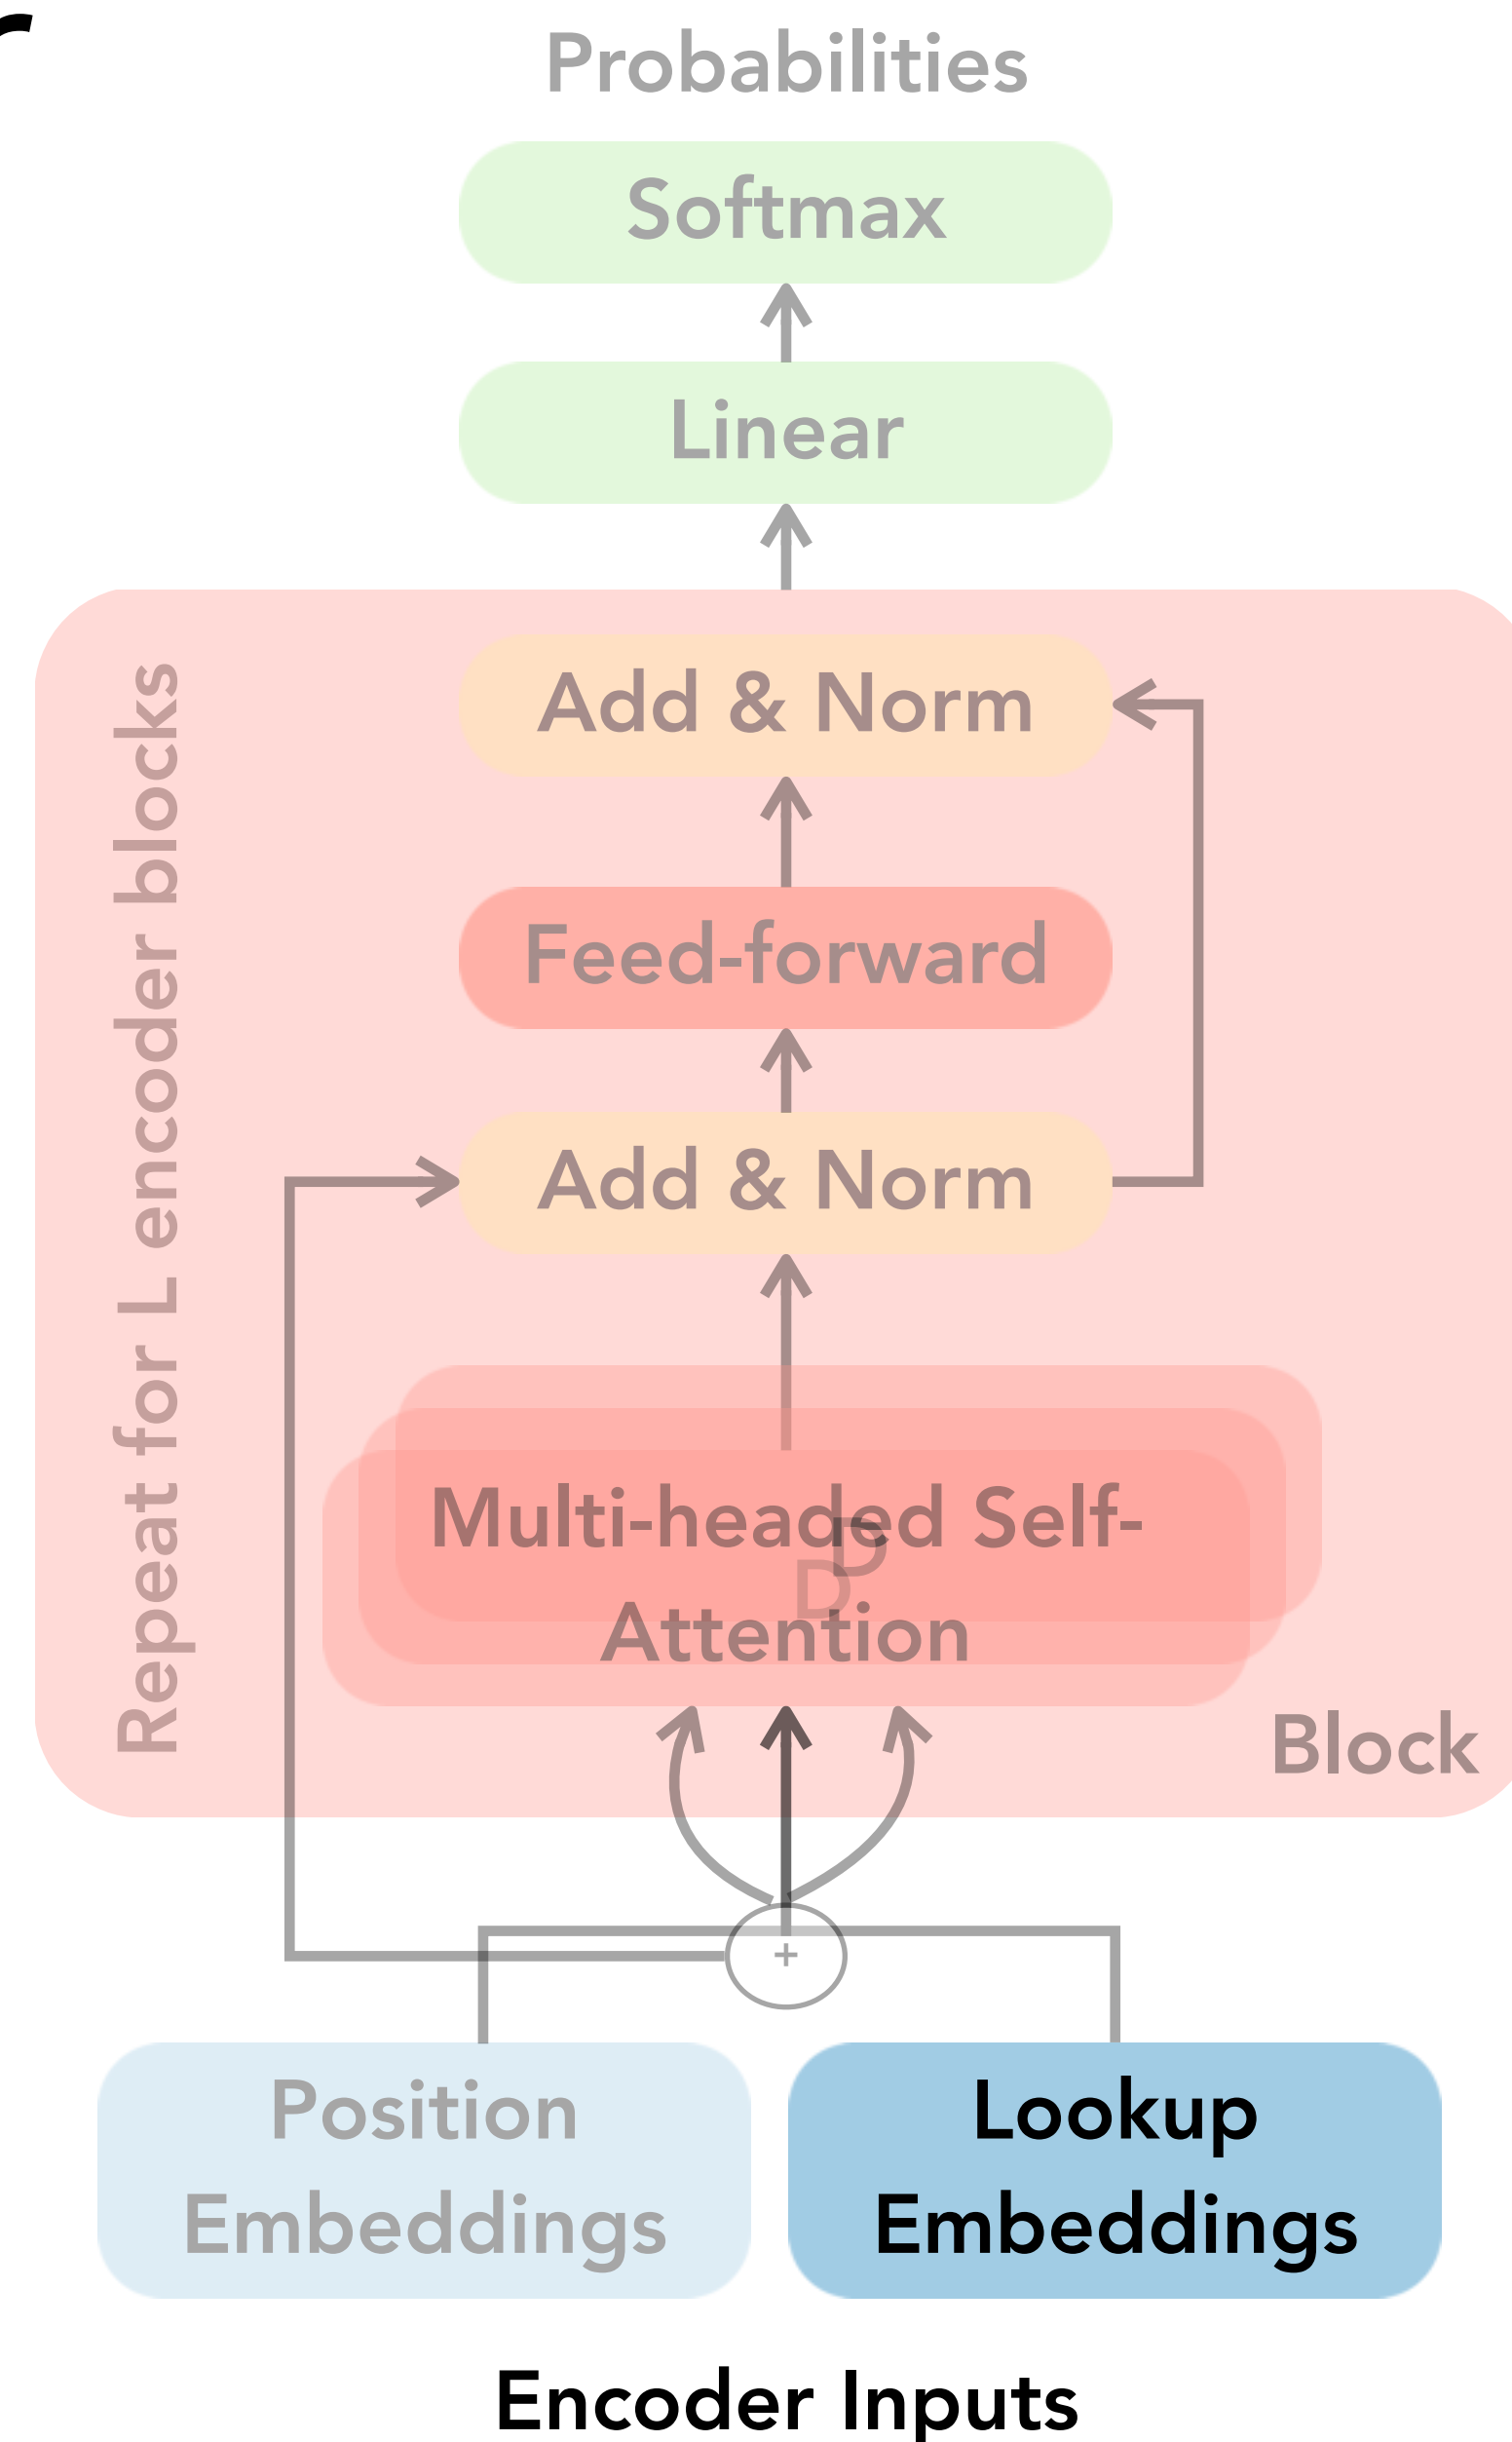 Probabilities
Softmax
Linear
Add & Norm
Feed-forward
Add & Norm
Repeat for L encoder blocks
Multi-headed Self-
D
D
Attention
Block
+
Position
Embeddings
Lookup
Embeddings
Encoder Inputs